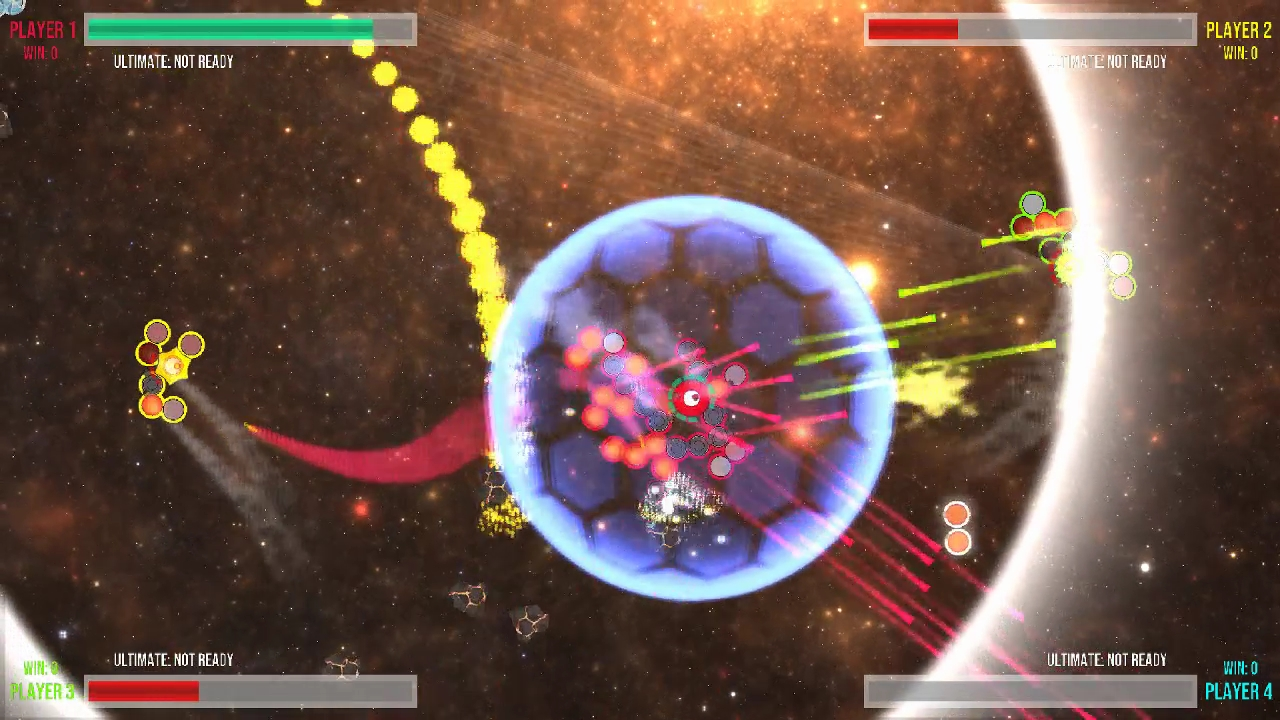 PLAYER 1
WIN: 0
ULTIMATE: NOT READY
PLAYER 2
WIN: 0
ULTIMATE: NOT READY
ULTIMATE: NOT READY
WIN: 0
PLAYER 3
ULTIMATE: NOT READY
WIN: 0
PLAYER 4